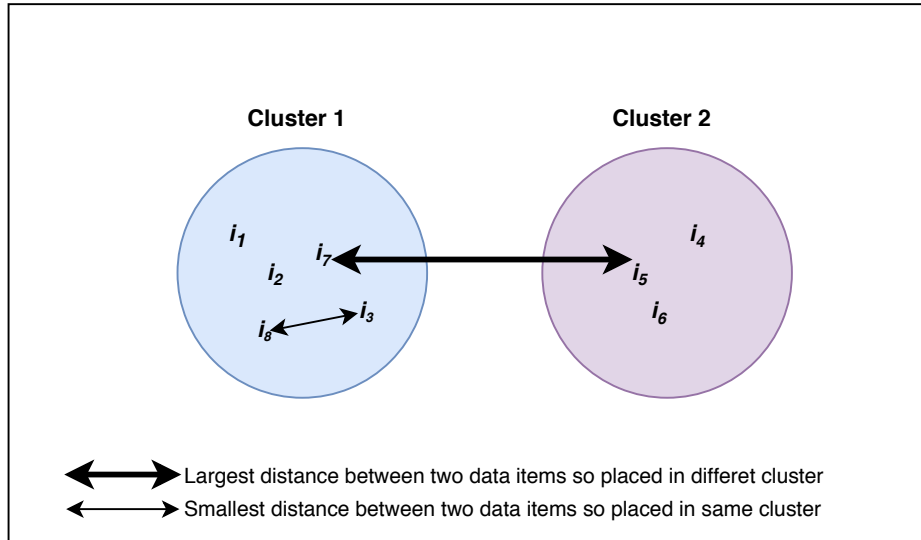 Cluster 1 Cluster 2
i1 i4
i7
i2 i5
i3 i6
i8
Largest distance between two data items so placed in differet cluster
Smallest distance between two data items so placed in same cluster